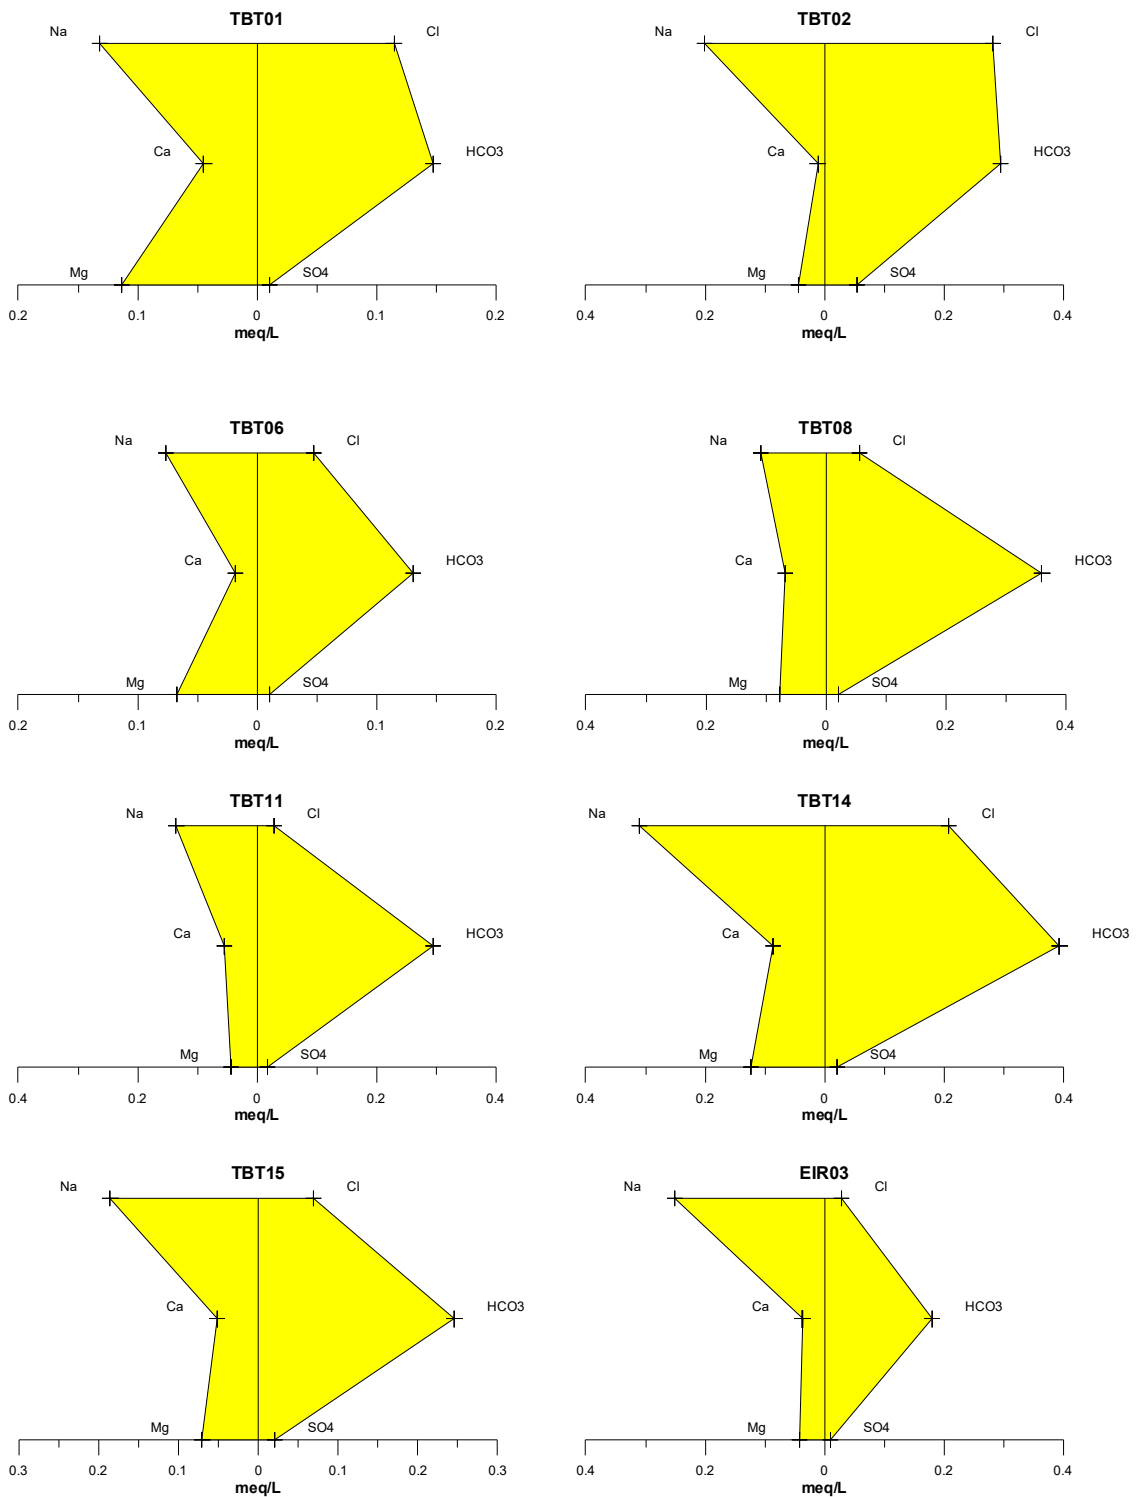 TBT01
Na
Cl
Ca
HCO3
Mg
SO4
0.2 0.1 0 0.1 0.2
meq/L
TBT02
Na
Cl
Ca
HCO3
Mg
SO4
0.4 0.2 0 0.2 0.4
meq/L
TBT06
Na
Cl
Ca
HCO3
Mg
SO4
0.2 0.1 0 0.1 0.2
meq/L
TBT08
Na
Cl
Ca
HCO3
Mg
SO4
0.4 0.2 0 0.2 0.4
meq/L
TBT11
Na
Cl
Ca
HCO3
Mg
SO4
0.4 0.2 0 0.2 0.4
meq/L
TBT14
Na
Cl
Ca
HCO3
Mg
SO4
0.4 0.2 0 0.2 0.4
meq/L
TBT15
Na
Cl
Ca
HCO3
Mg
SO4
0.3 0.2 0.1 0 0.1 0.2 0.3
meq/L
EIR03
Na
Cl
Ca
HCO3
Mg
SO4
0.4 0.2 0 0.2 0.4
meq/L